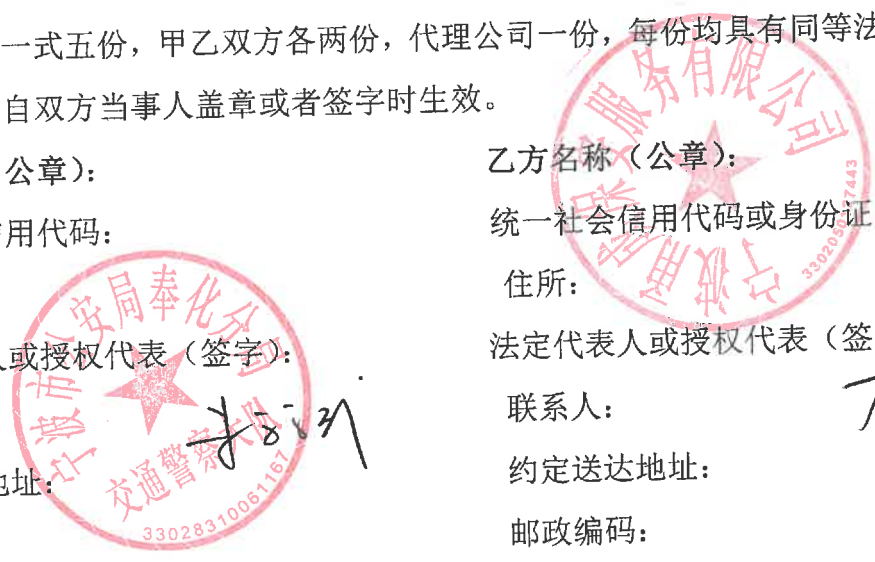 一式五份，甲乙双方各两份，代理公司一份，每份均具有同等法
自双方当事人盖章或者签字时生效。
公章）：
用代码：
人或授权代表（签字）：
地址：
宁波市公安局奉化分局
交通警察大队
33028310061167
乙方名称（公章）：
统一社会信用代码或身份证
住所：
法定代表人或授权代表（签
联系人：
约定送达地址：
邮政编码：
保安服务有限公司
宁波甬